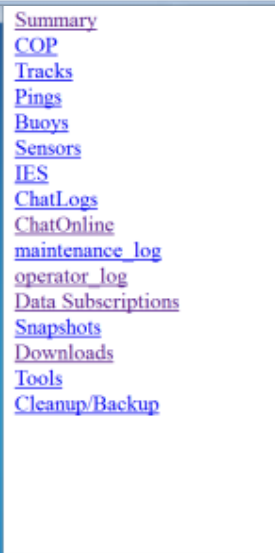 Summary
COP
Tracks
Pings
Buoys
Sensors
IES
ChatLogs
ChatOnline
maintenance_log
operator_log
Data Subscriptions
Snapshots
Downloads
Tools
Cleanup/Backup